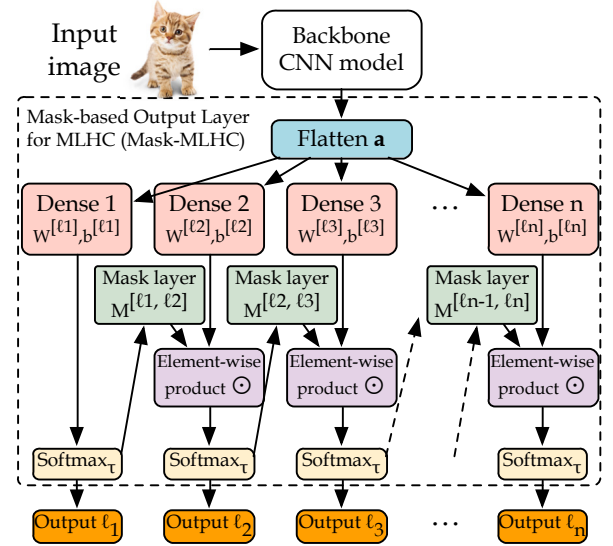 Input
image
Backbone
CNN model
Mask-based Output Layer
for MLHC (Mask-MLHC)
Flatten a
Dense 1
W[ℓ1],b[ℓ1]
Dense 2
W[ℓ2],b[ℓ2]
Dense 3
W[ℓ3],b[ℓ3]
...
Dense n
W[ℓn],b[ℓn]
Mask layer
M[ℓ1, ℓ2]
Mask layer
M[ℓ2, ℓ3]
Mask layer
M[ℓn-1, ℓn]
Element-wise
product ⊙
Element-wise
product ⊙
Element-wise
product ⊙
Softmaxτ
Softmaxτ
Softmaxτ
Softmaxτ
Output ℓ1
Output ℓ2
Output ℓ3
...
Output ℓn